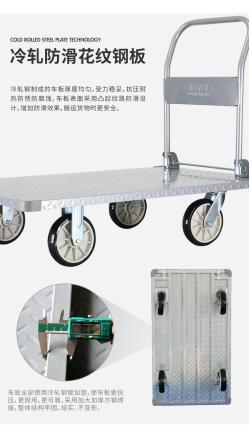 COLD ROLLED STEEL PLATE TECHNOLOGY
冷轧防滑花纹钢板
冷轧钢制成的车板厚度均匀，受力稳妥，抗压耐
热防锈防腐蚀，车板表面采用凸起纹路防滑设
计，增加防滑效果，搬运货物时更安全。
车底全部使用冷轧钢管加固，使车板更抗
压，更耐用，更可靠。采用加大加厚方钢焊
接，整体结构牢固、结实、不变形。